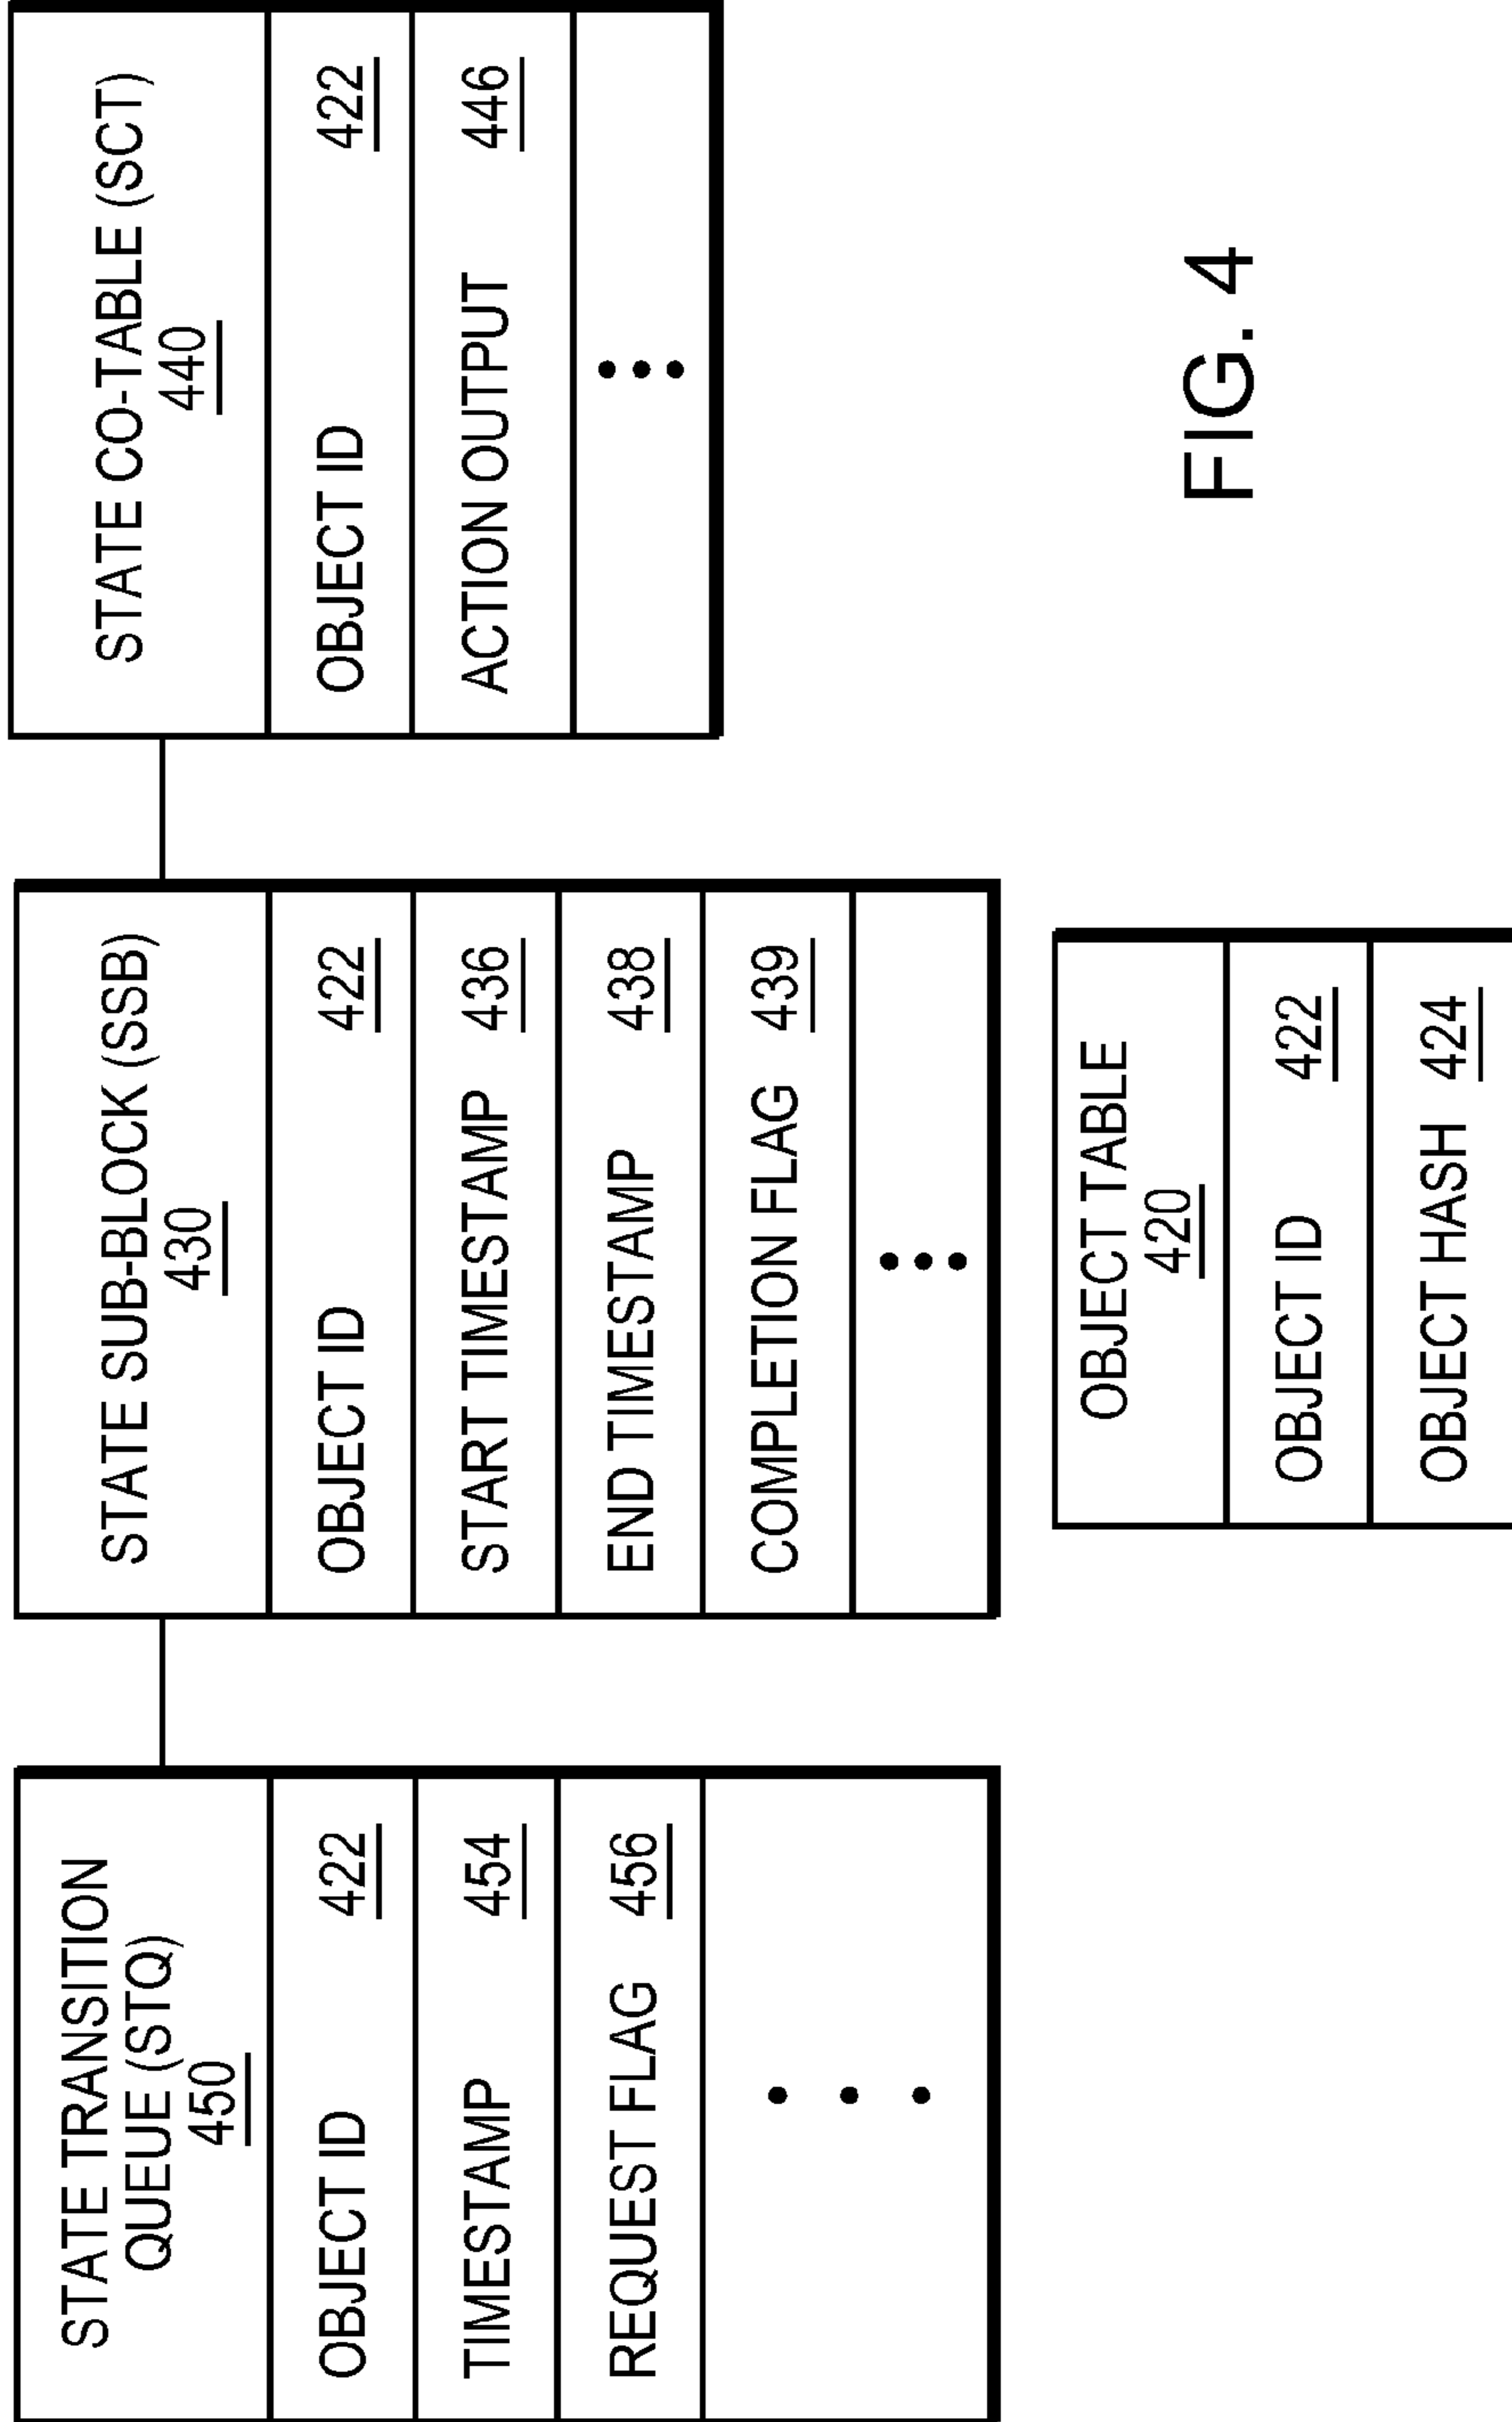 STATE TRANSITION
QUEUE (STQ)
450
OBJECT ID 422
TIMESTAMP 454
REQUEST FLAG 456
STATE SUB-BLOCK (SSB)
430
OBJECT ID 422
START TIMESTAMP 436
END TIMESTAMP 438
COMPLETION FLAG 439
STATE CO-TABLE (SCT)
440
OBJECT ID 422
ACTION OUTPUT 446
OBJECT TABLE
420
OBJECT ID 422
OBJECT HASH 424
FIG. 4